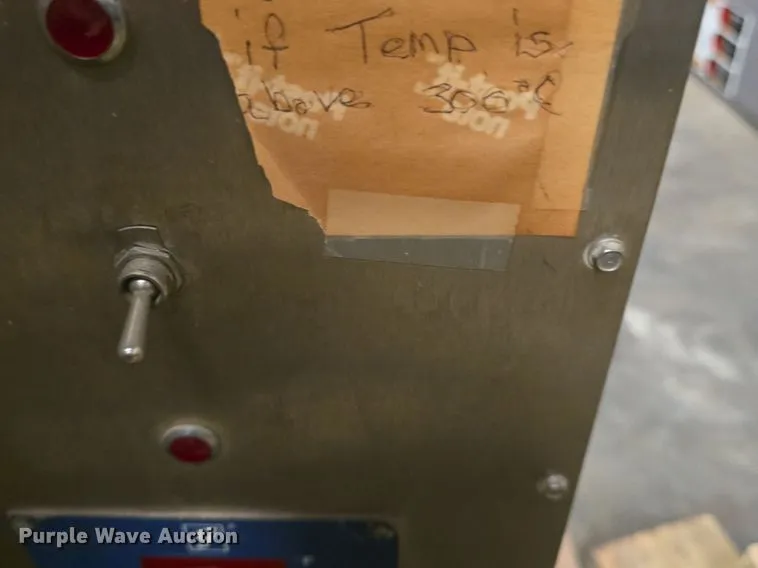 if Temp is
above 300°C
Purple Wave Auction